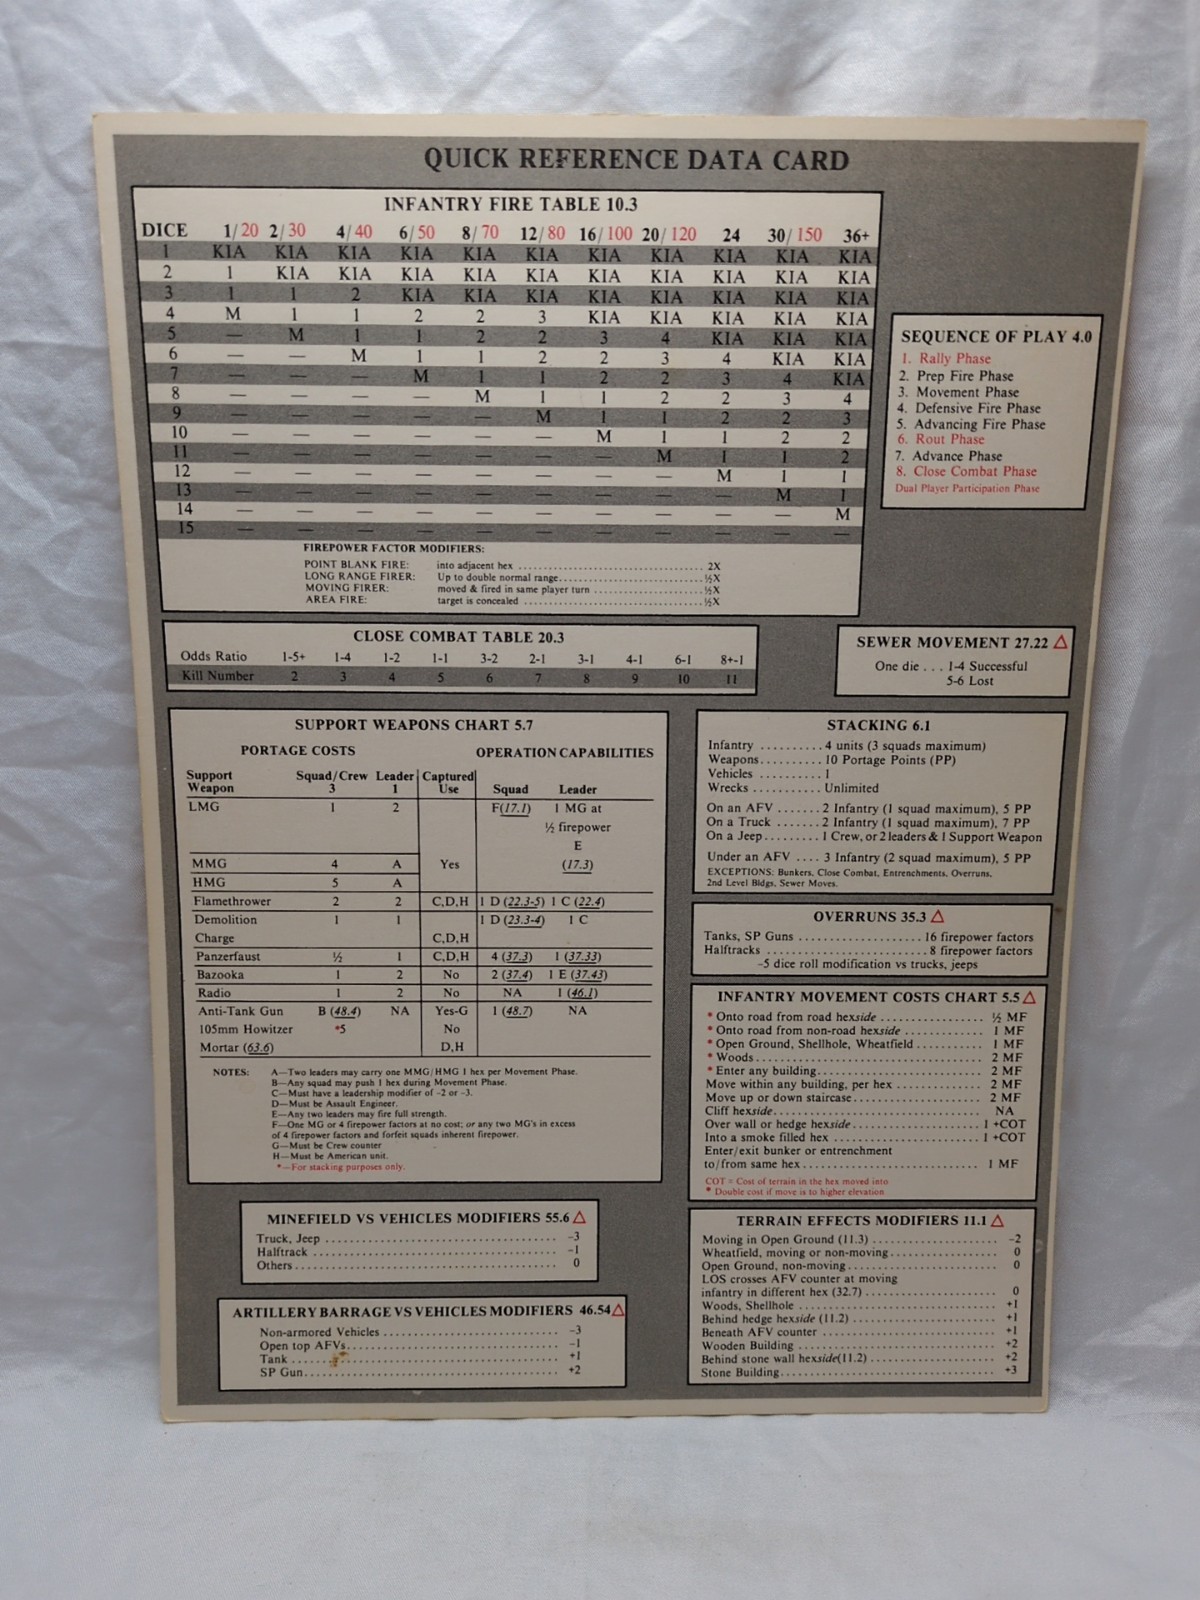 QUICK REFERENCE DATA CARD
INFANTRY FIRE TABLE 10.3
DICE 1/20 2/30 4/40 6/50 8/70 12/80 16/100 20/120 24 30/150 36+
1 KIA KIA KIA KIA KIA KIA KIA KIA KIA KIA KIA
2 1 KIA KIA KIA KIA KIA KIA KIA KIA KIA KIA
3 1 1 2 KIA KIA KIA KIA KIA KIA KIA KIA
4 M 1 1 2 2 3 KIA KIA KIA KIA KIA
5 — M 1 1 2 2 3 4 KIA KIA KIA
6 — — M 1 1 2 2 3 4 KIA KIA
7 — — — M 1 1 2 2 3 4 KIA
8 — — — — M 1 1 2 2 3 4
9 — — — — — M 1 1 2 2 3
10 — — — — — — M 1 1 2 2
11 — — — — — — — M 1 1 2
12 — — — — — — — — M 1 1
13 — — — — — — — — — M 1
14 — — — — — — — — — — M
15 — — — — — — — — — — —
FIREPOWER FACTOR MODIFIERS:
POINT BLANK FIRE: into adjacent hex ........ 2X
LONG RANGE FIRER: Up to double normal range ........ ½X
MOVING FIRER: moved & fired in same player turn ........ ½X
AREA FIRE: target is concealed ........ ½X
SEQUENCE OF PLAY 4.0
1. Rally Phase
2. Prep Fire Phase
3. Movement Phase
4. Defensive Fire Phase
5. Advancing Fire Phase
6. Rout Phase
7. Advance Phase
8. Close Combat Phase
Dual Player Participation Phase
CLOSE COMBAT TABLE 20.3
Odds Ratio 1-5+ 1-4 1-2 1-1 3-2 2-1 3-1 4-1 6-1 8+-1
Kill Number 2 3 4 5 6 7 8 9 10 11
SEWER MOVEMENT 27.22 △
One die . . . 1-4 Successful
5-6 Lost
SUPPORT WEAPONS CHART 5.7
PORTAGE COSTS OPERATION CAPABILITIES
Support Squad/Crew Leader Captured
Weapon 3 1 Use Squad Leader
LMG 1 2 F(17.1) 1 MG at
½ firepower
E
MMG 4 A Yes (17.3)
HMG 5 A
Flamethrower 2 2 C,D,H 1 D (22.3-5) 1 C (22.4)
Demolition 1 1 1 D (23.3-4) 1 C
Charge C,D,H
Panzerfaust ½ 1 C,D,H 4 (37.3) 1 (37.33)
Bazooka 1 2 No 2 (37.4) 1 E (37.43)
Radio 1 2 No NA 1 (46.1)
Anti-Tank Gun B (48.4) NA Yes-G 1 (48.7) NA
105mm Howitzer *5 No
Mortar (63.6) D,H
NOTES: A—Two leaders may carry one MMG/HMG 1 hex per Movement Phase.
B—Any squad may push 1 hex during Movement Phase.
C—Must have a leadership modifier of -2 or -3.
D—Must be Assault Engineer.
E—Any two leaders may fire full strength.
F—One MG or 4 firepower factors at no cost; or any two MG's in excess
of 4 firepower factors and forfeit squads inherent firepower.
G—Must be Crew counter
H—Must be American unit.
*—For stacking purposes only.
STACKING 6.1
Infantry .......... 4 units (3 squads maximum)
Weapons .......... 10 Portage Points (PP)
Vehicles .......... 1
Wrecks .......... Unlimited
On an AFV ....... 2 Infantry (1 squad maximum), 5 PP
On a Truck ....... 2 Infantry (1 squad maximum), 7 PP
On a Jeep ......... 1 Crew, or 2 leaders & 1 Support Weapon
Under an AFV .... 3 Infantry (2 squad maximum), 5 PP
EXCEPTIONS: Bunkers, Close Combat, Entrenchments, Overruns,
2nd Level Bldgs, Sewer Moves.
OVERRUNS 35.3 △
Tanks, SP Guns ........ 16 firepower factors
Halftracks ........ 8 firepower factors
-5 dice roll modification vs trucks, jeeps
INFANTRY MOVEMENT COSTS CHART 5.5 △
* Onto road from road hexside ........ ½ MF
* Onto road from non-road hexside ........ 1 MF
* Open Ground, Shellhole, Wheatfield ........ 1 MF
* Woods ........ 2 MF
* Enter any building ........ 2 MF
Move within any building, per hex ........ 2 MF
Move up or down staircase ........ 2 MF
Cliff hexside ........ NA
Over wall or hedge hexside ........ 1 +COT
Into a smoke filled hex ........ 1 +COT
Enter/exit bunker or entrenchment
to/from same hex ........ 1 MF
COT = Cost of terrain in the hex moved into
* Double cost if move is to higher elevation
MINEFIELD VS VEHICLES MODIFIERS 55.6 △
Truck, Jeep ........ -3
Halftrack ........ -1
Others ........ 0
ARTILLERY BARRAGE VS VEHICLES MODIFIERS 46.54 △
Non-armored Vehicles ........ -3
Open top AFVs ........ -1
Tank ........ +1
SP Gun ........ +2
TERRAIN EFFECTS MODIFIERS 11.1 △
Moving in Open Ground (11.3) ........ -2
Wheatfield, moving or non-moving ........ 0
Open Ground, non-moving ........ 0
LOS crosses AFV counter at moving
infantry in different hex (32.7) ........ 0
Woods, Shellhole ........ +1
Behind hedge hexside (11.2) ........ +1
Beneath AFV counter ........ +1
Wooden Building ........ +2
Behind stone wall hexside(11.2) ........ +2
Stone Building ........ +3